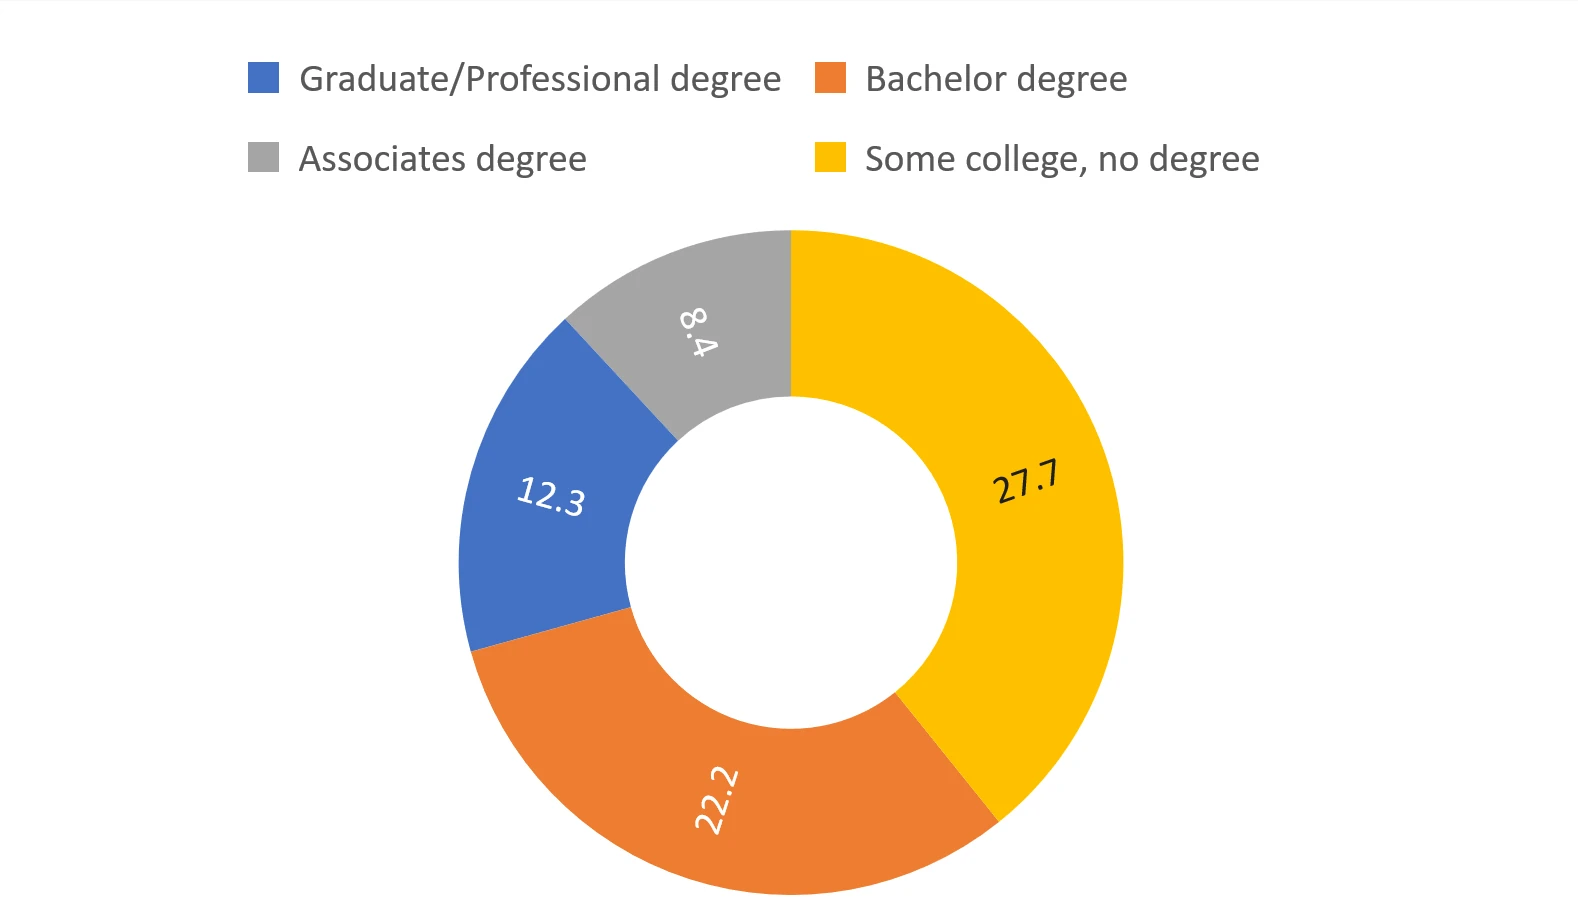 Graduate/Professional degree
Bachelor degree
Associates degree
Some college, no degree
8.4
27.7
12.3
22.2